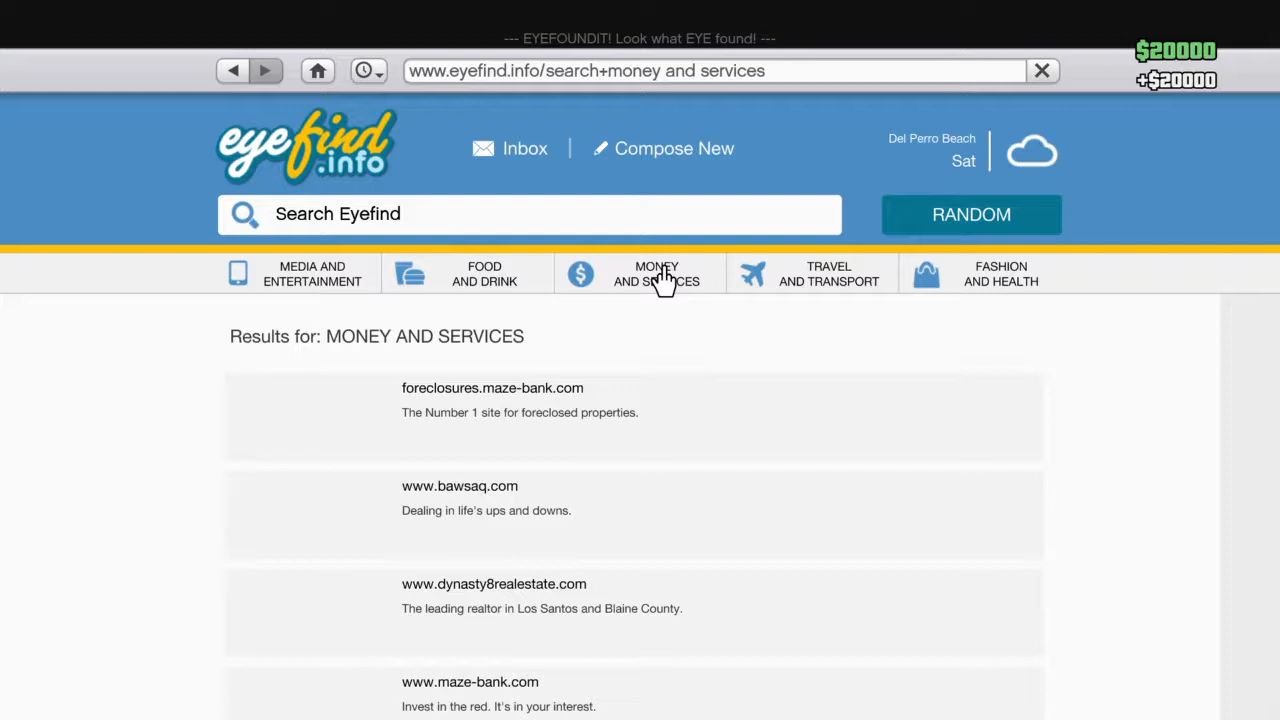 --- EYEFOUNDIT! Look what EYE found! ---
$20000
www.eyefind.info/search+money and services
+$20000
eyefind
.info
Inbox
Compose New
Del Perro Beach
Sat
Search Eyefind
RANDOM
MEDIA AND
ENTERTAINMENT
FOOD
AND DRINK
MONEY
AND SERVICES
TRAVEL
AND TRANSPORT
FASHION
AND HEALTH
Results for: MONEY AND SERVICES
foreclosures.maze-bank.com
The Number 1 site for foreclosed properties.
www.bawsaq.com
Dealing in life's ups and downs.
www.dynasty8realestate.com
The leading realtor in Los Santos and Blaine County.
www.maze-bank.com
Invest in the red. It's in your interest.